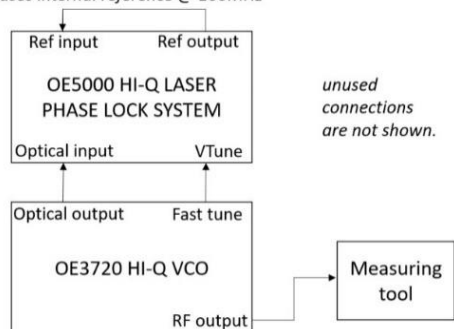 Ref input Ref output
OE5000 HI-Q LASER
PHASE LOCK SYSTEM
unused
connections
are not shown.
Optical input VTune
Optical output Fast tune
OE3720 HI-Q VCO
Measuring
tool
RF output